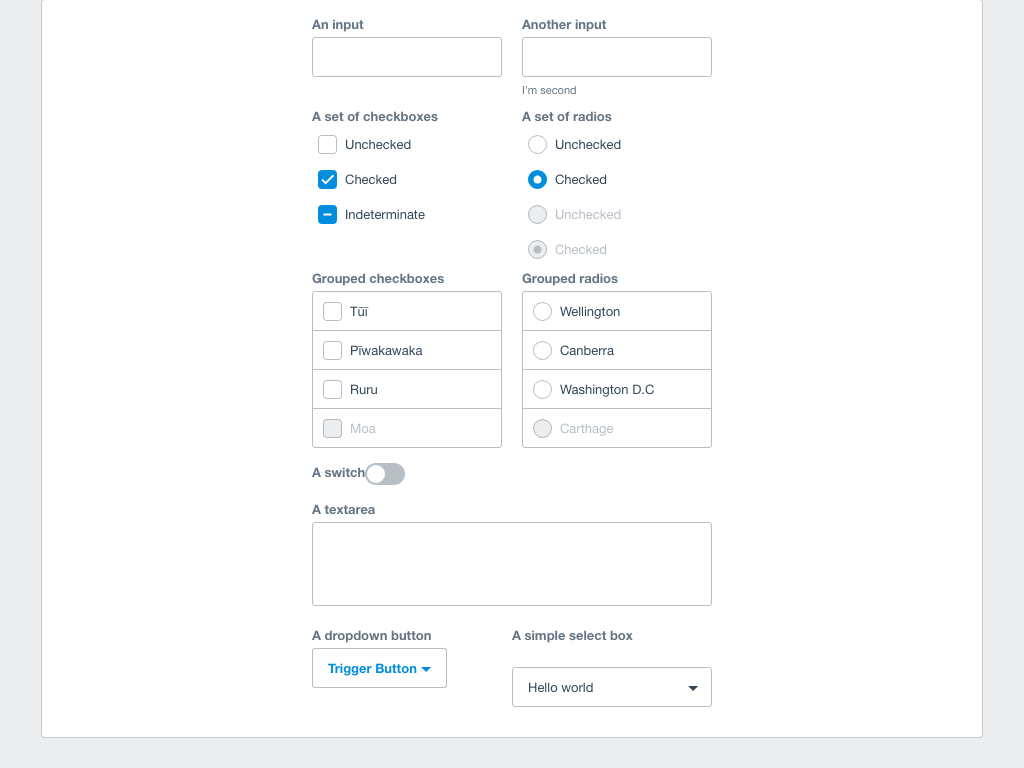 An input
Another input
I'm second
A set of checkboxes
A set of radios
Unchecked
Checked
Indeterminate
Unchecked
Checked
Unchecked
Checked
Grouped checkboxes
Grouped radios
Tūī
Pīwakawaka
Ruru
Moa
Wellington
Canberra
Washington D.C
Carthage
A switch
A textarea
A dropdown button
A simple select box
Trigger Button
Hello world